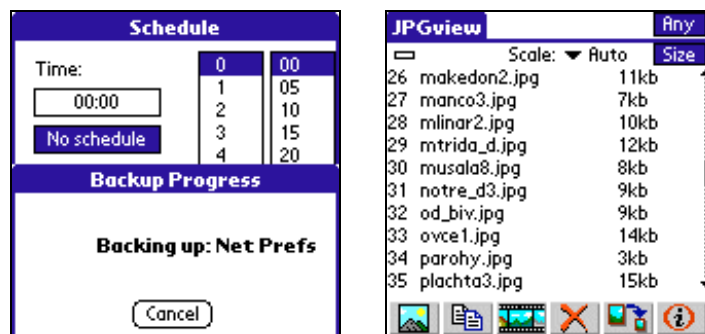 Schedule
Time:
00:00
No schedule
0 00
1 05
2 10
3 15
4 20
Backup Progress
Backing up: Net Prefs
Cancel
JPGview Any
Scale: Auto Size
26 makedon2.jpg 11kb
27 manco3.jpg 7kb
28 mlinar2.jpg 10kb
29 mtrida_d.jpg 12kb
30 musala8.jpg 8kb
31 notre_d3.jpg 9kb
32 od_biv.jpg 9kb
33 ovce1.jpg 14kb
34 parohy.jpg 3kb
35 plachta3.jpg 15kb